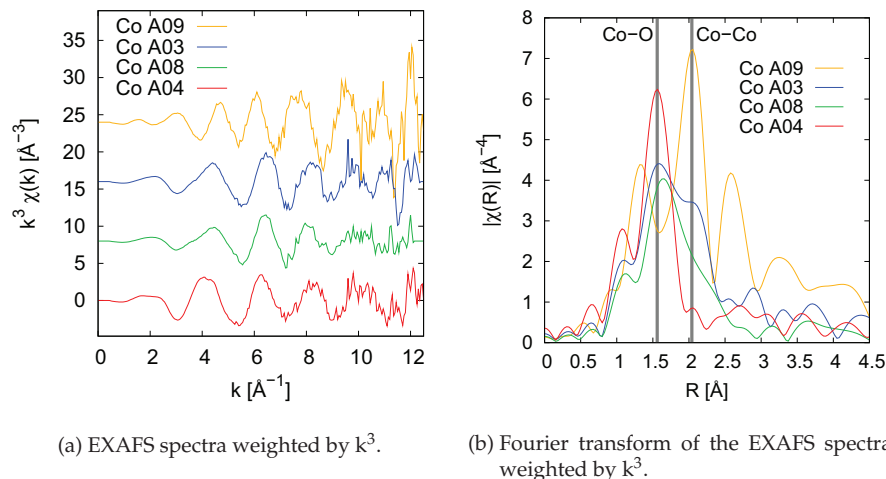 35
30
25
20
15
10
5
0
k³ χ(k) [Å⁻³]
Co A09
Co A03
Co A08
Co A04
0 2 4 6 8 10 12
k [Å⁻¹]
(a) EXAFS spectra weighted by k³.
8
7
6
5
4
3
2
1
0
|χ(R)| [Å⁻⁴]
Co−O
Co−Co
Co A09
Co A03
Co A08
Co A04
0 0.5 1 1.5 2 2.5 3 3.5 4 4.5
R [Å]
(b) Fourier transform of the EXAFS spectra
weighted by k³.